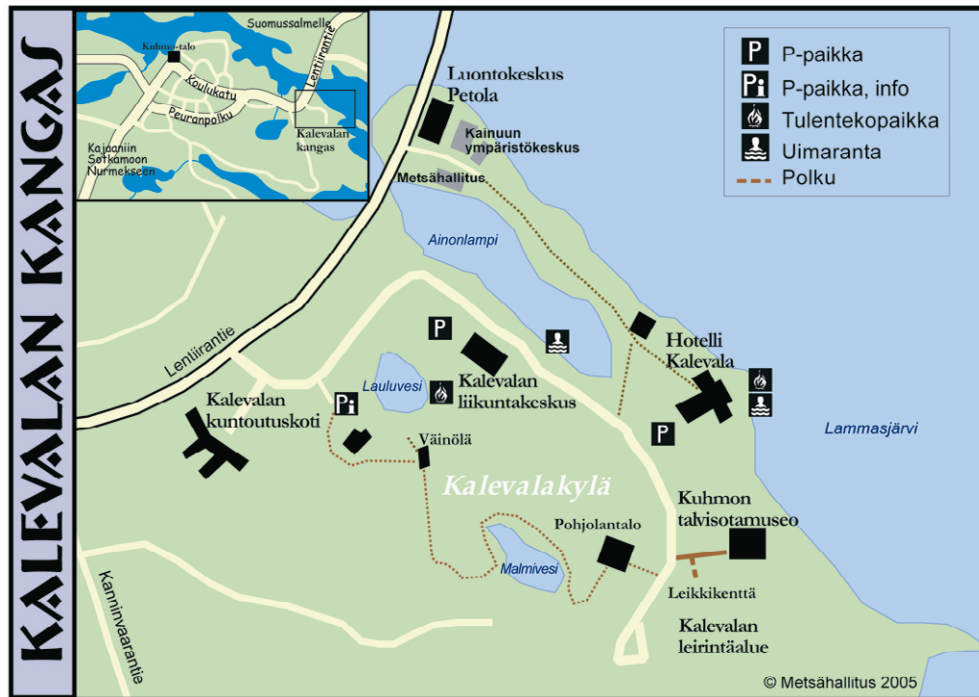 KALEVALAN KANGAS
Suomussalmelle
Kuhmo-talo
Lentiirantie
Koulukatu
Peuranpolku
Kalevalan
kangas
Kajaaniin
Sotkamoon
Nurmekseen
Luontokeskus
Petola
Kainuun
ympäristökeskus
Metsähallitus
P P-paikka
Pi P-paikka, info
Tulentekopaikka
Uimaranta
Polku
Ainonlampi
Lentiirantie
P
Hotelli
Kalevala
Lauluvesi
Kalevalan
liikuntakeskus
Pi
Kalevalan
kuntoutuskoti
Väinölä
P
Lammasjärvi
Kalevalakylä
Kuhmon
talvisotamuseo
Pohjolantalo
Malmivesi
Leikkikenttä
Kanninvaarantie
Kalevalan
leirintäalue
© Metsähallitus 2005